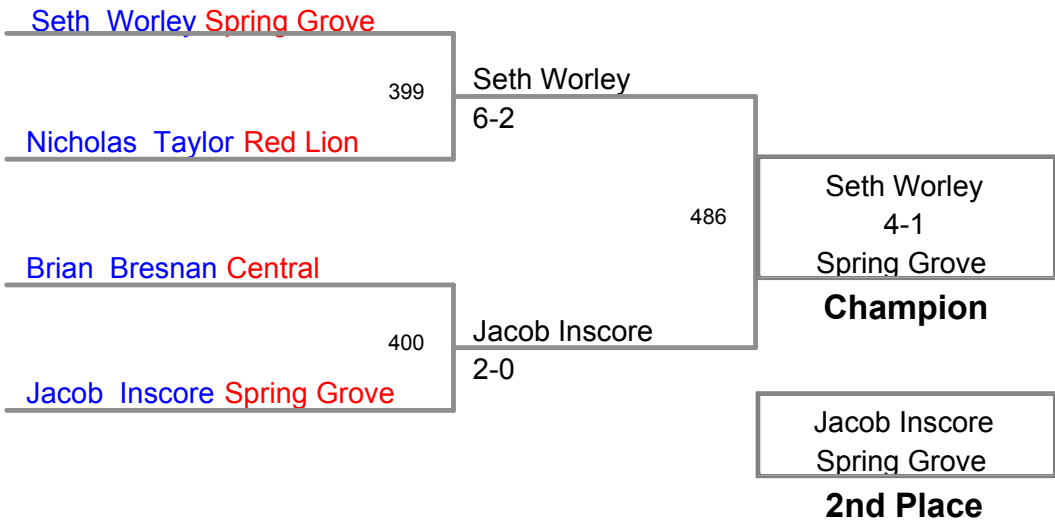 Seth Worley Spring Grove
399
Seth Worley
6-2
Nicholas Taylor Red Lion
486
Seth Worley
4-1
Spring Grove
Champion
Brian Bresnan Central
400
Jacob Inscore
2-0
Jacob Inscore Spring Grove
Jacob Inscore
Spring Grove
2nd Place